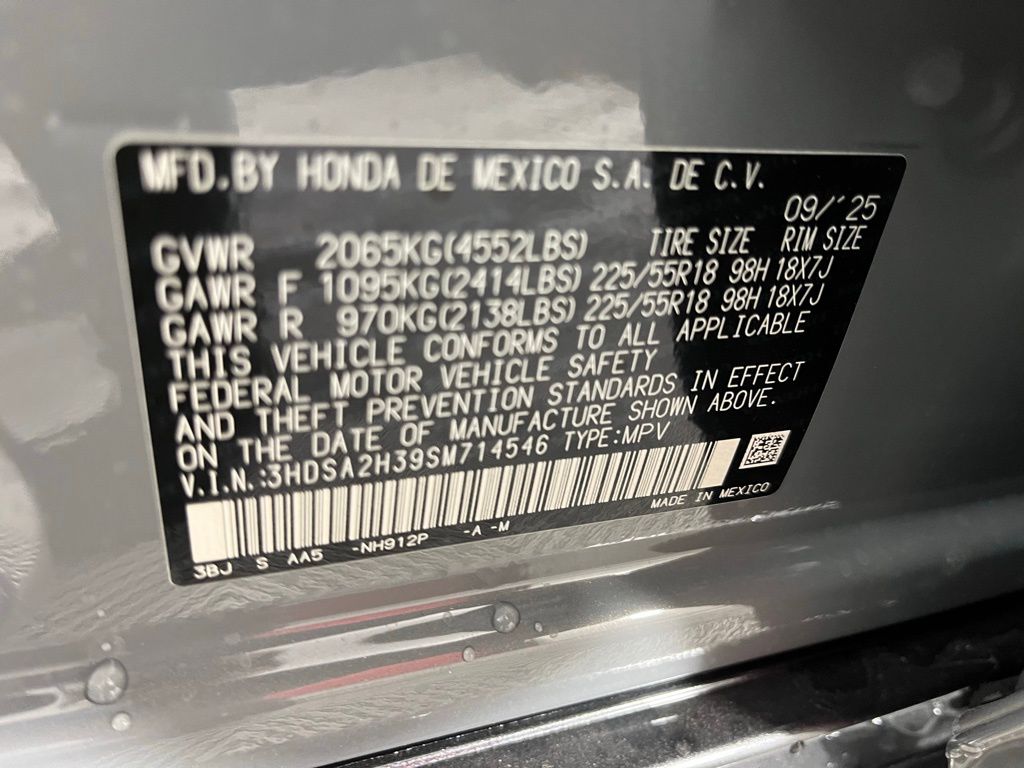 MFD.BY HONDA DE MEXICO S.A. DE C.V.
09/'25
GVWR 2065KG(4552LBS) TIRE SIZE RIM SIZE
GAWR F 1095KG(2414LBS) 225/55R18 98H 18X7J
GAWR R 970KG(2138LBS) 225/55R18 98H 18X7J
THIS VEHICLE CONFORMS TO ALL APPLICABLE
FEDERAL MOTOR VEHICLE SAFETY
AND THEFT PREVENTION STANDARDS IN EFFECT
ON THE DATE OF MANUFACTURE SHOWN ABOVE.
V.I.N.:3HDSA2H39SM714546 TYPE:MPV
MADE IN MEXICO
3BJ S AA5 -NH912P -A -M